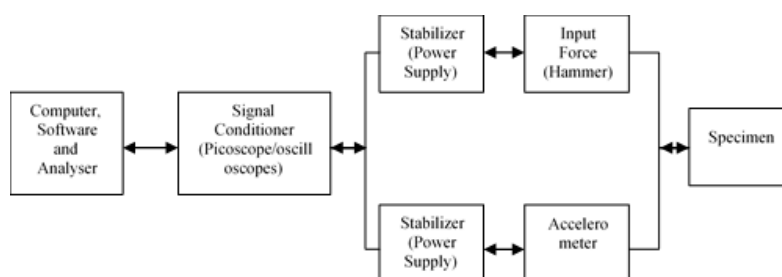 Computer,
Software
and
Analyser
Signal
Conditioner
(Picoscope/oscill
oscopes)
Stabilizer
(Power
Supply)
Input
Force
(Hammer)
Stabilizer
(Power
Supply)
Accelero
meter
Specimen